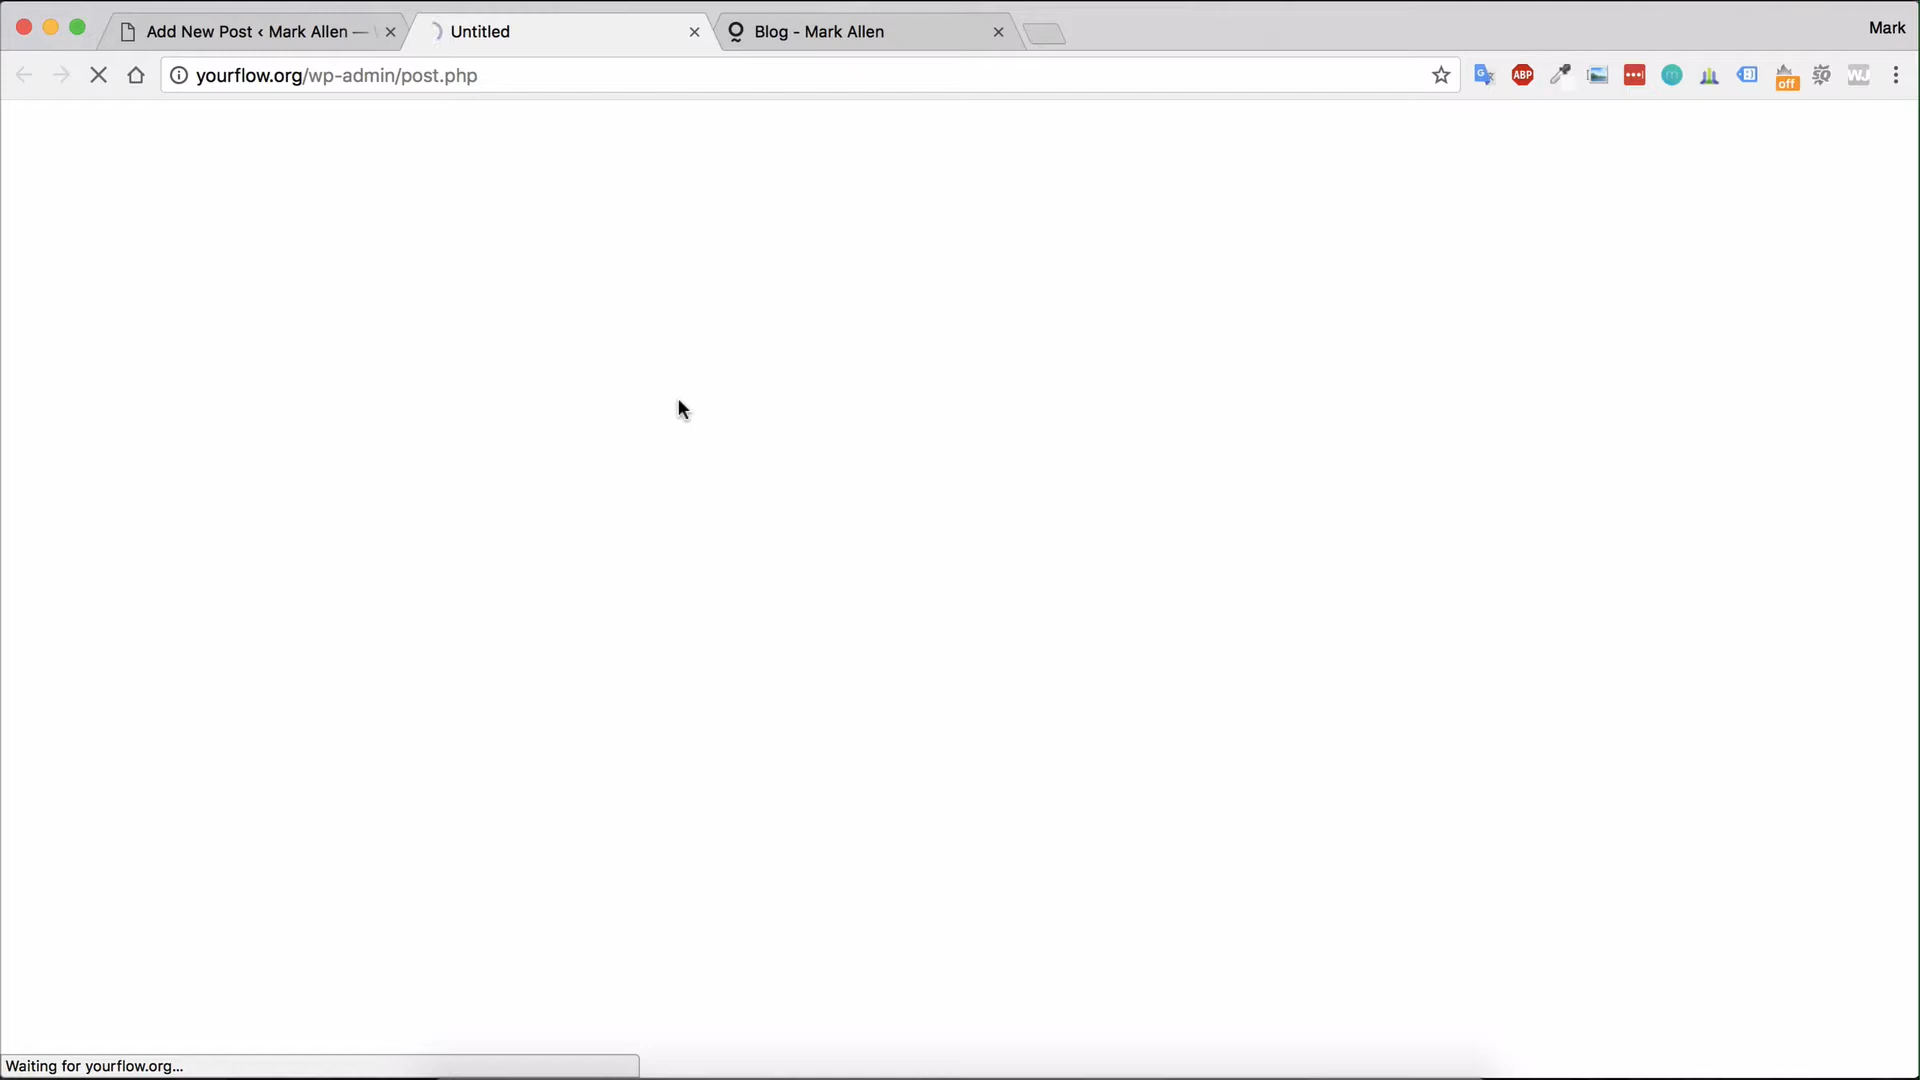 Mark
Add New Post ‹ Mark Allen —
Untitled
Blog - Mark Allen
yourflow.org/wp-admin/post.php
ABP
off
WJ
Waiting for yourflow.org...